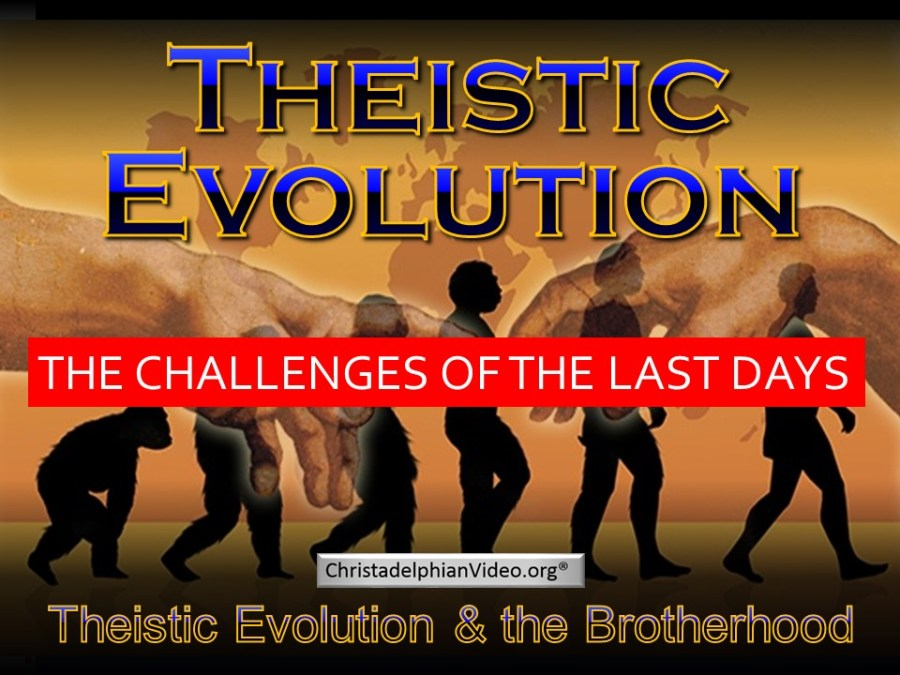 THEISTIC
EVOLUTION
THE CHALLENGES OF THE LAST DAYS
ChristadelphianVideo.org®
Theistic Evolution & the Brotherhood